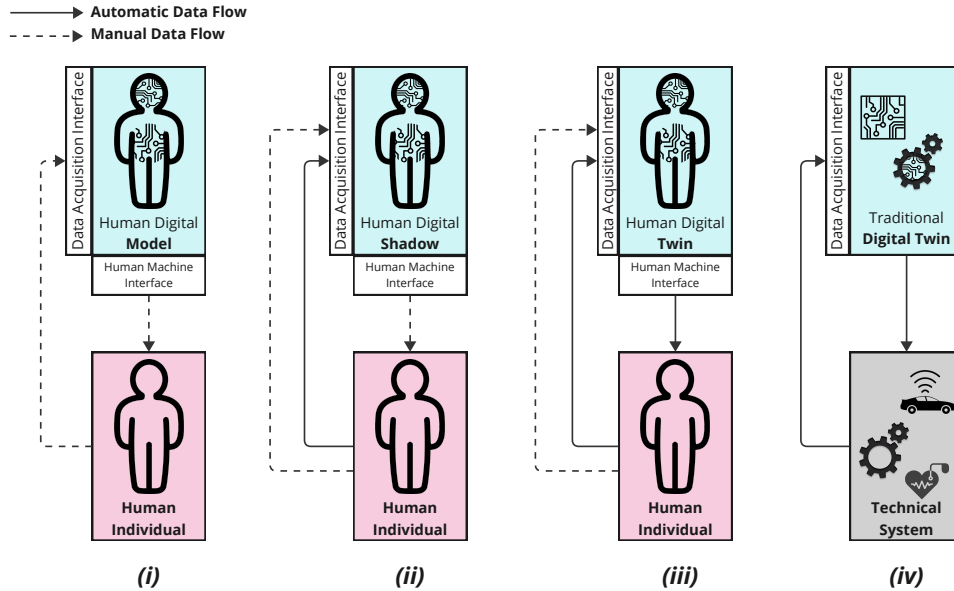 Automatic Data Flow
Manual Data Flow
Data Acquisition Interface
Human Digital
Model
Human Machine
Interface
Human
Individual
(i)
Data Acquisition Interface
Human Digital
Shadow
Human Machine
Interface
Human
Individual
(ii)
Data Acquisition Interface
Human Digital
Twin
Human Machine
Interface
Human
Individual
(iii)
Data Acquisition Interface
Traditional
Digital Twin
Technical
System
(iv)